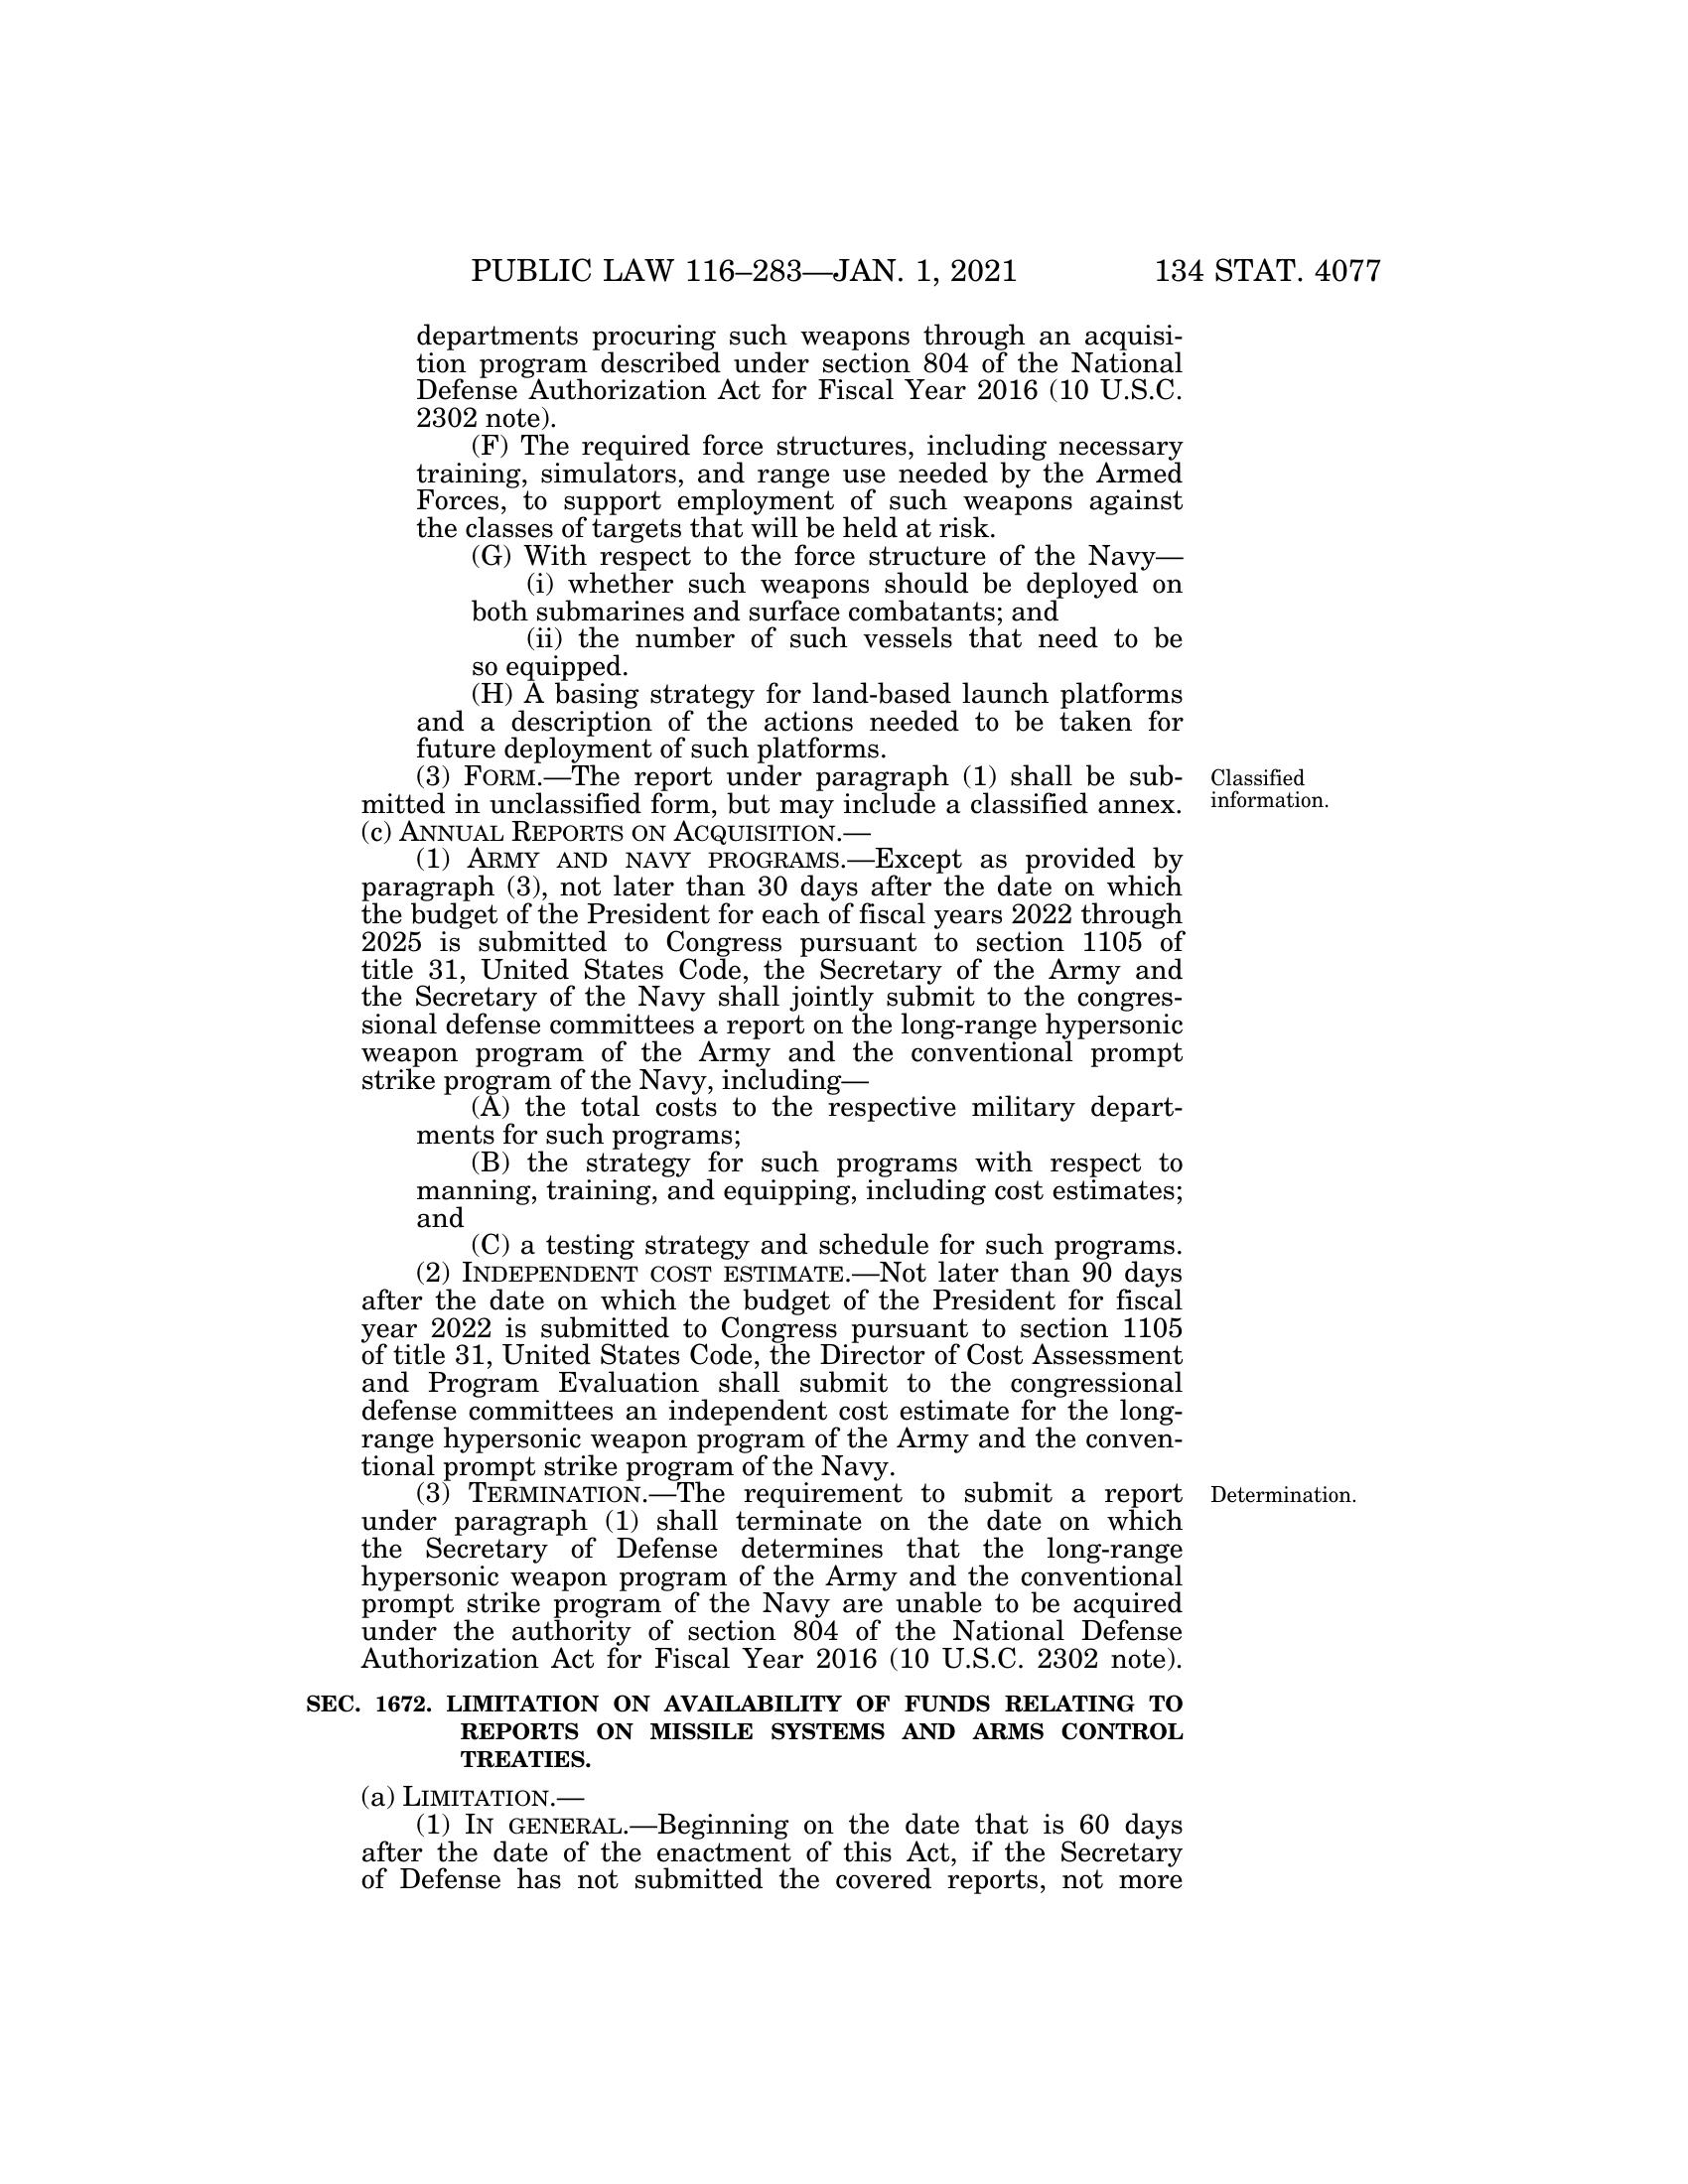 PUBLIC LAW 116–283—JAN. 1, 2021 134 STAT. 4077
departments procuring such weapons through an acquisi-
tion program described under section 804 of the National
Defense Authorization Act for Fiscal Year 2016 (10 U.S.C.
2302 note).
(F) The required force structures, including necessary
training, simulators, and range use needed by the Armed
Forces, to support employment of such weapons against
the classes of targets that will be held at risk.
(G) With respect to the force structure of the Navy—
(i) whether such weapons should be deployed on
both submarines and surface combatants; and
(ii) the number of such vessels that need to be
so equipped.
(H) A basing strategy for land-based launch platforms
and a description of the actions needed to be taken for
future deployment of such platforms.
(3) FORM.—The report under paragraph (1) shall be sub-
mitted in unclassified form, but may include a classified annex.
Classified
information.
(c) ANNUAL REPORTS ON ACQUISITION.—
(1) ARMY AND NAVY PROGRAMS.—Except as provided by
paragraph (3), not later than 30 days after the date on which
the budget of the President for each of fiscal years 2022 through
2025 is submitted to Congress pursuant to section 1105 of
title 31, United States Code, the Secretary of the Army and
the Secretary of the Navy shall jointly submit to the congres-
sional defense committees a report on the long-range hypersonic
weapon program of the Army and the conventional prompt
strike program of the Navy, including—
(A) the total costs to the respective military depart-
ments for such programs;
(B) the strategy for such programs with respect to
manning, training, and equipping, including cost estimates;
and
(C) a testing strategy and schedule for such programs.
(2) INDEPENDENT COST ESTIMATE.—Not later than 90 days
after the date on which the budget of the President for fiscal
year 2022 is submitted to Congress pursuant to section 1105
of title 31, United States Code, the Director of Cost Assessment
and Program Evaluation shall submit to the congressional
defense committees an independent cost estimate for the long-
range hypersonic weapon program of the Army and the conven-
tional prompt strike program of the Navy.
(3) TERMINATION.—The requirement to submit a report
Determination.
under paragraph (1) shall terminate on the date on which
the Secretary of Defense determines that the long-range
hypersonic weapon program of the Army and the conventional
prompt strike program of the Navy are unable to be acquired
under the authority of section 804 of the National Defense
Authorization Act for Fiscal Year 2016 (10 U.S.C. 2302 note).
SEC. 1672. LIMITATION ON AVAILABILITY OF FUNDS RELATING TO
REPORTS ON MISSILE SYSTEMS AND ARMS CONTROL
TREATIES.
(a) LIMITATION.—
(1) IN GENERAL.—Beginning on the date that is 60 days
after the date of the enactment of this Act, if the Secretary
of Defense has not submitted the covered reports, not more